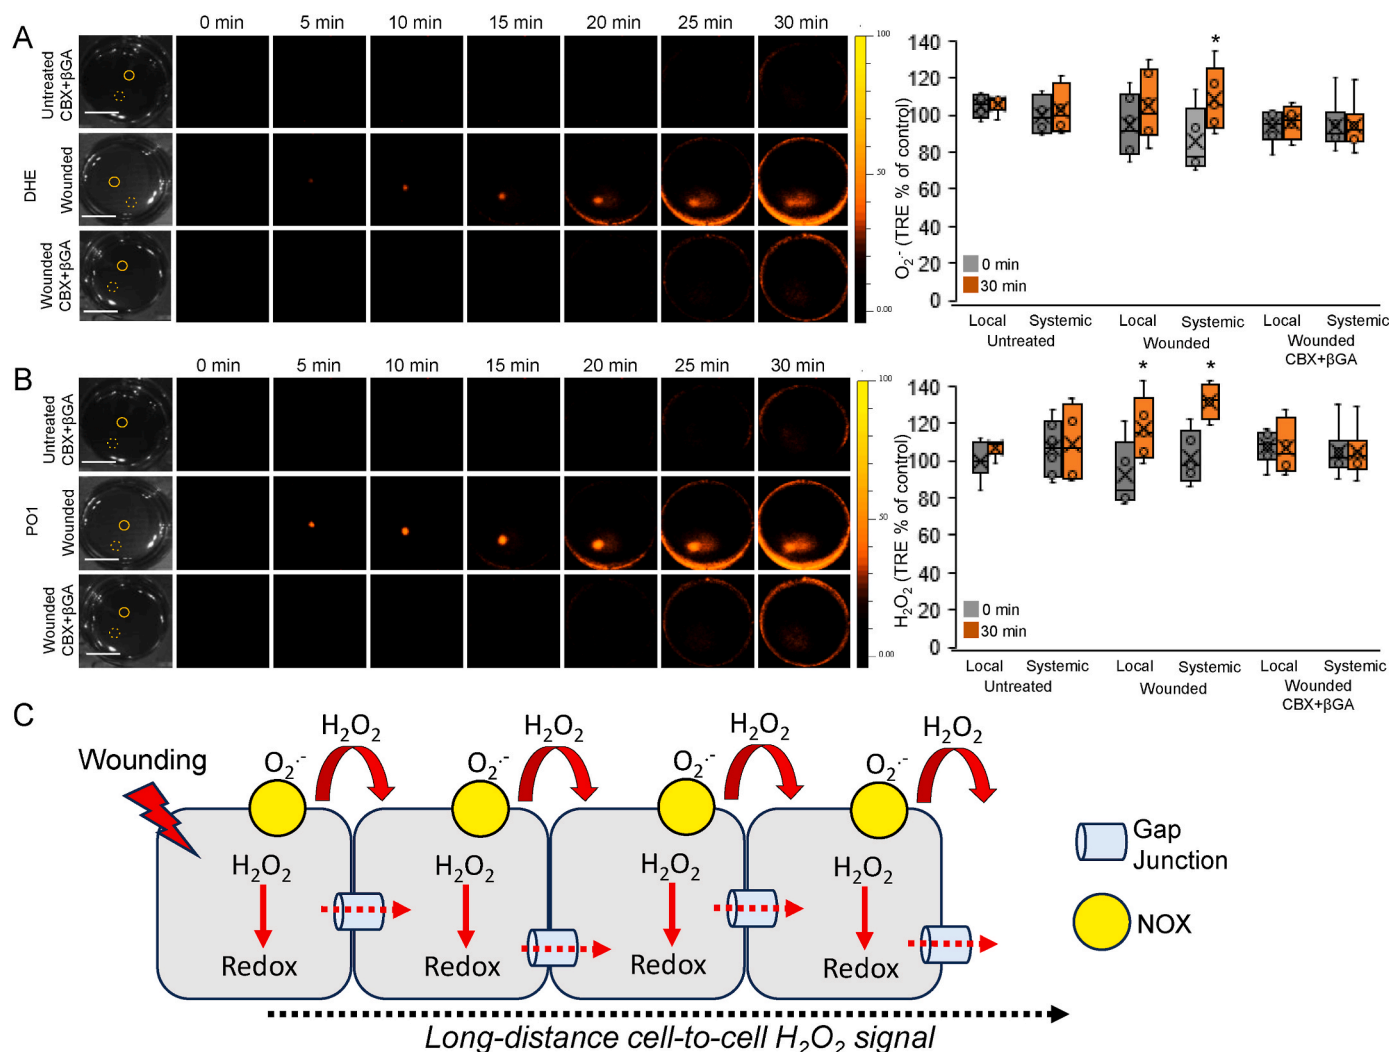 A
0 min 5 min 10 min 15 min 20 min 25 min 30 min
Untreated
CBX+βGA
DHE
Wounded
Wounded
CBX+βGA
100
50
0.00
O₂·⁻ (TRE % of control)
140
120
100
80
60
40
20
0
*
0 min
30 min
Local Systemic Local Systemic Local Systemic
Untreated Wounded Wounded
CBX+βGA
B
0 min 5 min 10 min 15 min 20 min 25 min 30 min
Untreated
CBX+βGA
PO1
Wounded
Wounded
CBX+βGA
100
50
0.00
H₂O₂ (TRE % of control)
140
120
100
80
60
40
20
0
* *
0 min
30 min
Local Systemic Local Systemic Local Systemic
Untreated Wounded Wounded
CBX+βGA
C
Wounding
H₂O₂ H₂O₂ H₂O₂ H₂O₂
O₂·⁻ O₂·⁻ O₂·⁻ O₂·⁻
H₂O₂ H₂O₂ H₂O₂ H₂O₂
Redox Redox Redox Redox
Gap
Junction
NOX
Long-distance cell-to-cell H₂O₂ signal